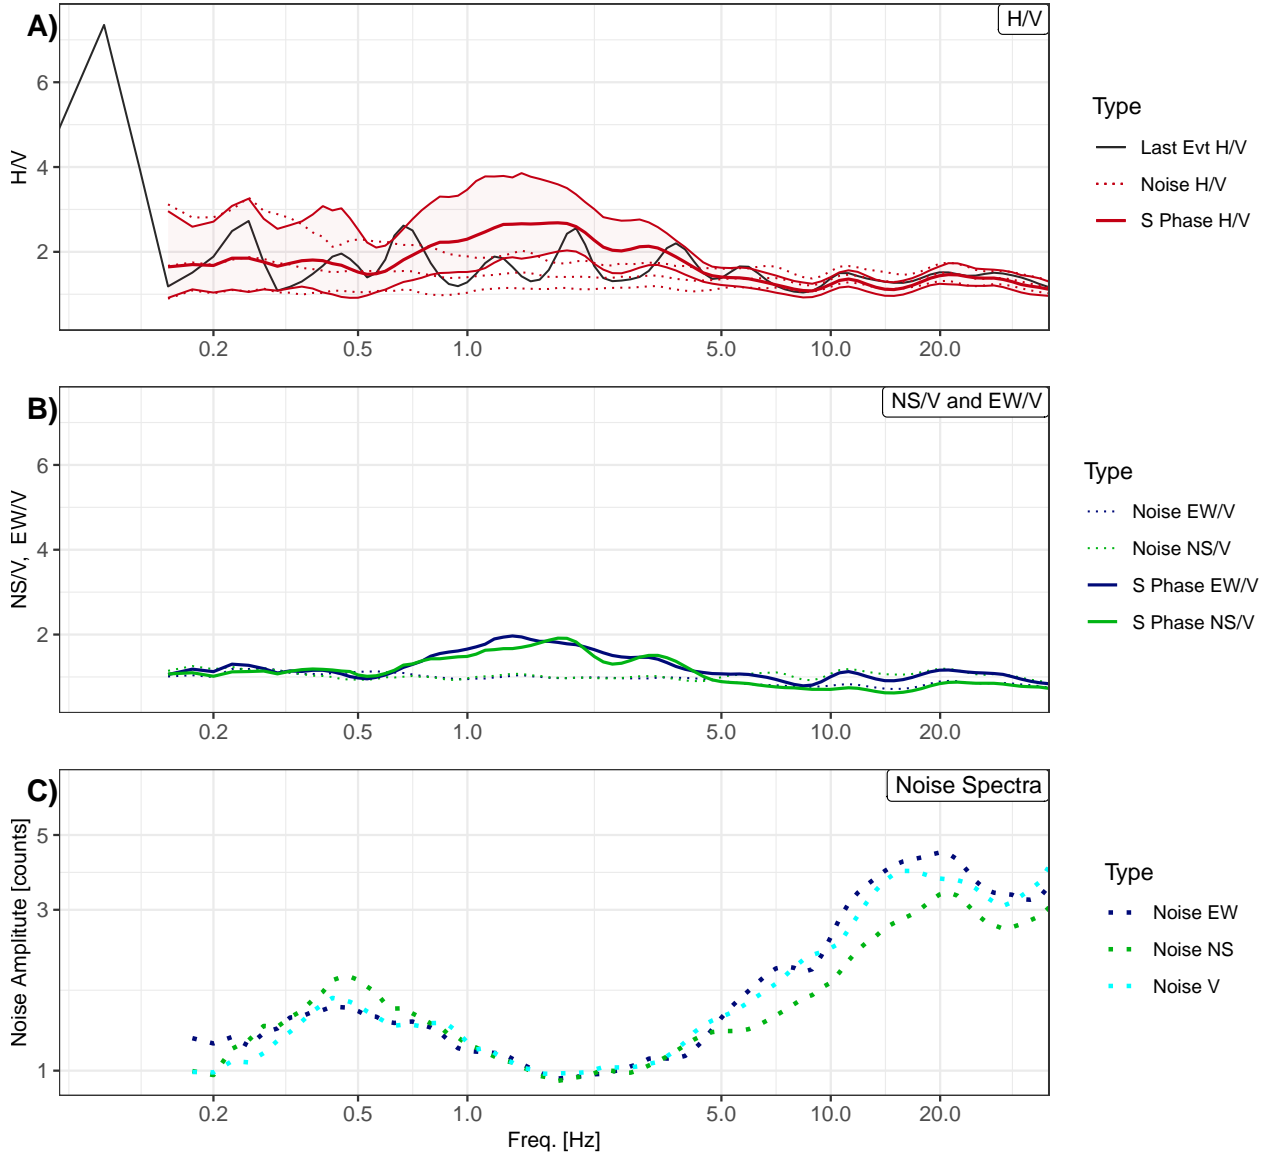 A)
H/V
H/V
6
4
2
0.2 0.5 1.0 5.0 10.0 20.0
Type
Last Evt H/V
Noise H/V
S Phase H/V
B)
NS/V and EW/V
NS/V, EW/V
6
4
2
0.2 0.5 1.0 5.0 10.0 20.0
Type
Noise EW/V
Noise NS/V
S Phase EW/V
S Phase NS/V
C)
Noise Spectra
Noise Amplitude [counts]
5
3
1
0.2 0.5 1.0 5.0 10.0 20.0
Freq. [Hz]
Type
Noise EW
Noise NS
Noise V